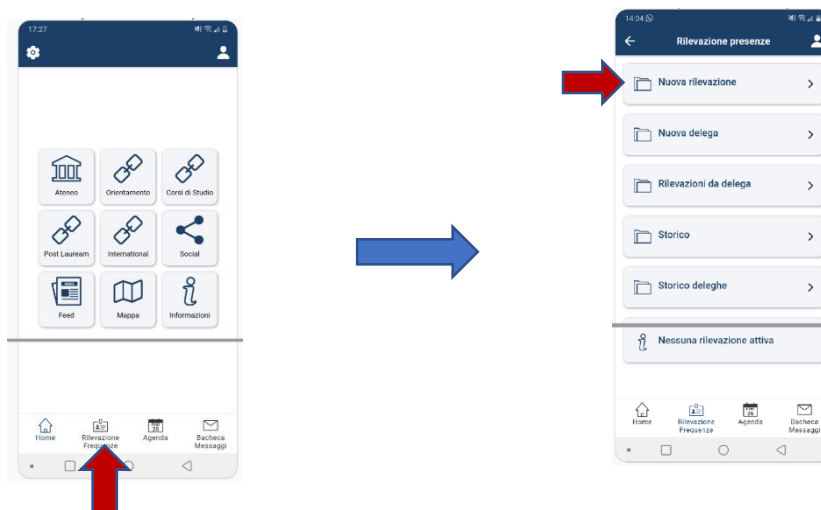 17:27
Ateneo
Orientamento
Corsi di Studio
Post Lauream
International
Social
Feed
Mappa
Informazioni
Home
Rilevazione
Frequenze
Agenda
Bacheca
Messaggi
14:04
Rilevazione presenze
Nuova rilevazione
Nuova delega
Rilevazioni da delega
Storico
Storico deleghe
Nessuna rilevazione attiva
Home
Rilevazione
Frequenze
Agenda
Bacheca
Messaggi